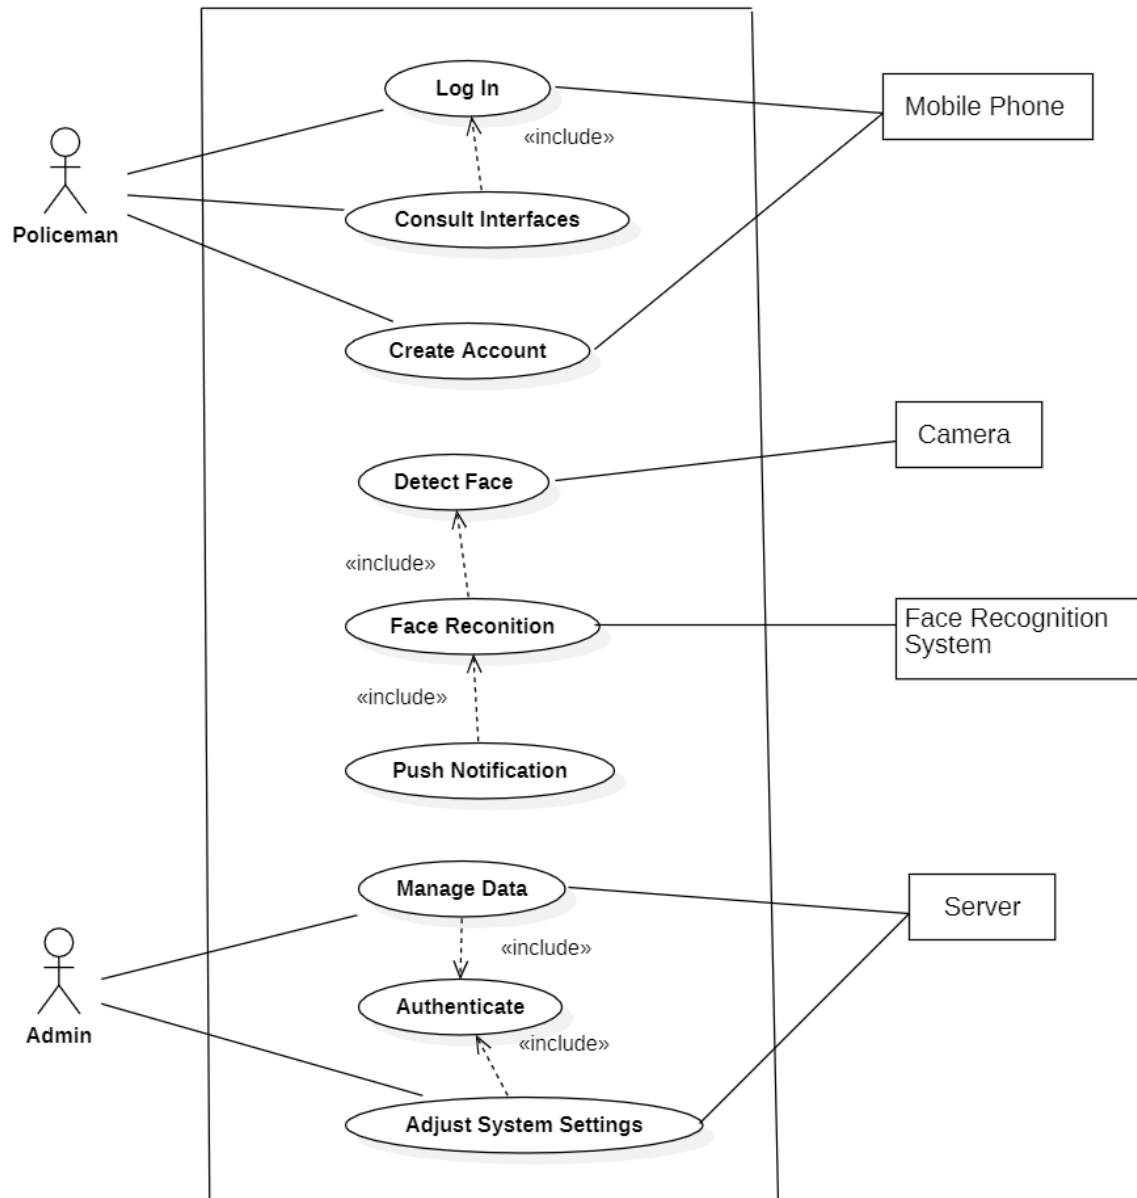 Log In
Mobile Phone
«include»
Policeman
Consult Interfaces
Create Account
Camera
Detect Face
«include»
Face Reconition
Face Recognition
System
«include»
Push Notification
Manage Data
Server
«include»
Authenticate
Admin
«include»
Adjust System Settings